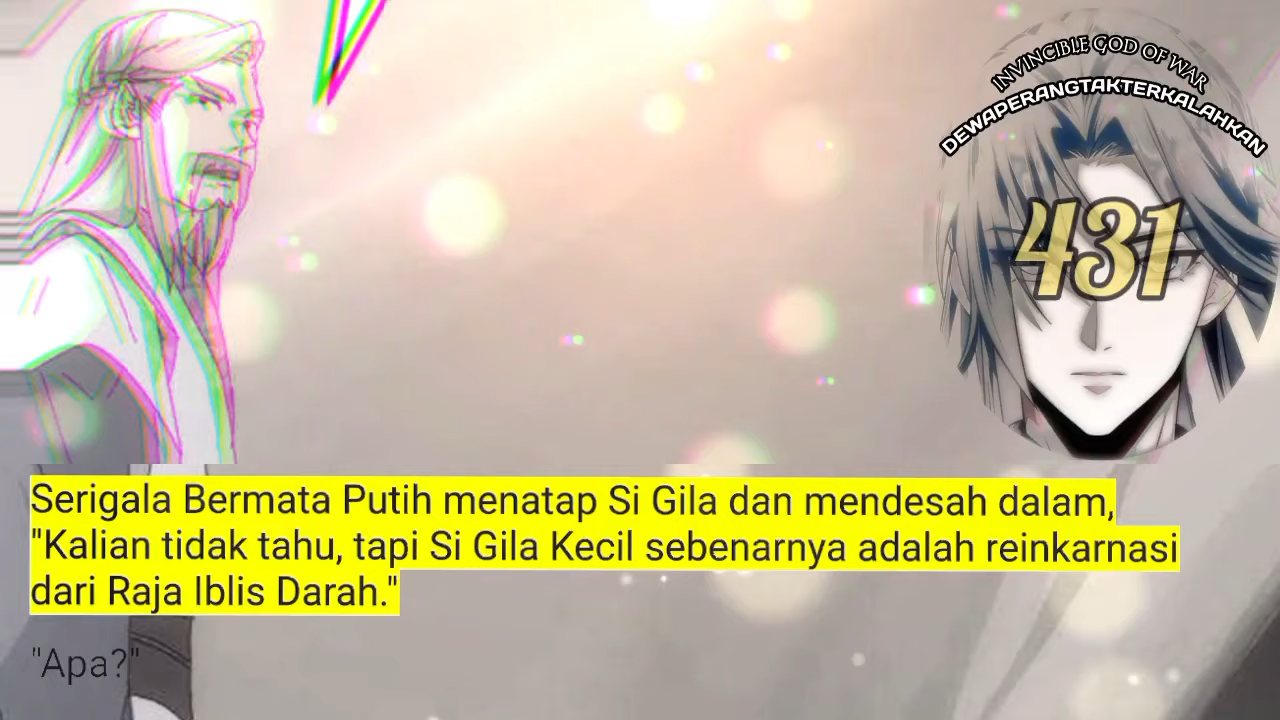 INVINCIBLE GOD OF WAR
DEWAPERANGTAKTERKALAHKAN
431
Serigala Bermata Putih menatap Si Gila dan mendesah dalam,
"Kalian tidak tahu, tapi Si Gila Kecil sebenarnya adalah reinkarnasi
dari Raja Iblis Darah."
"Apa?"